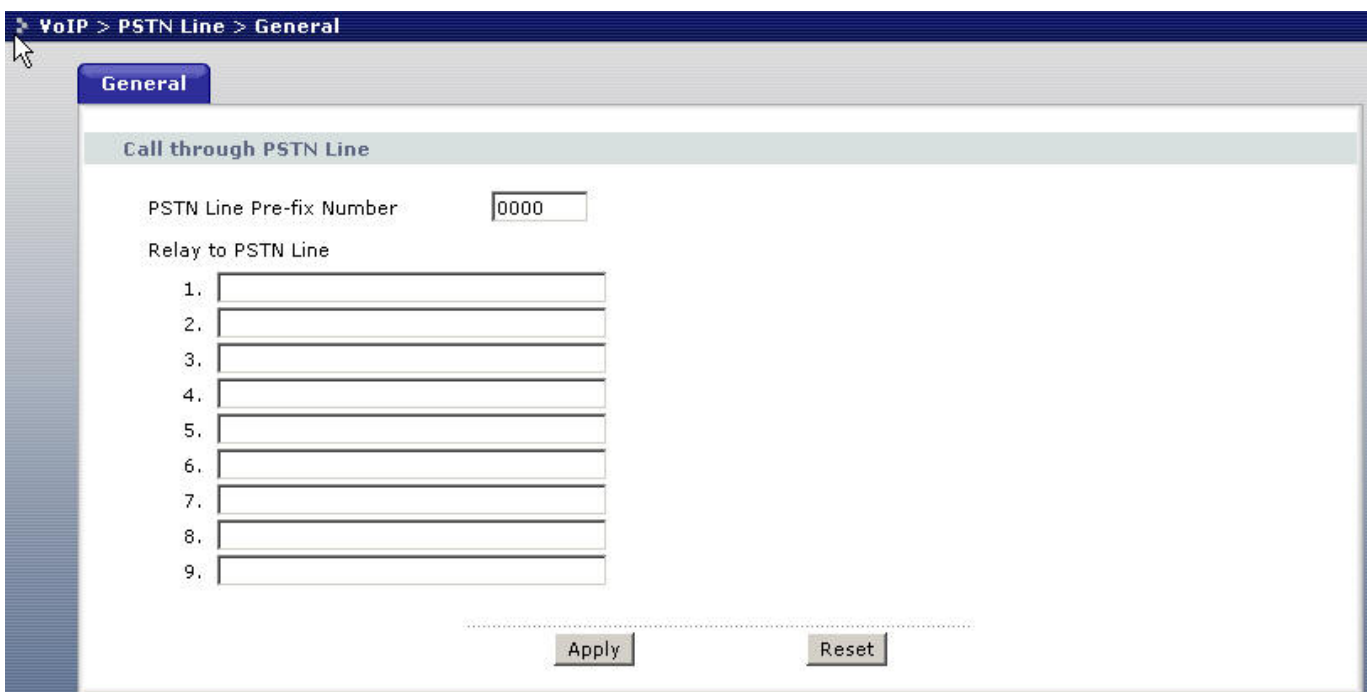 VoIP > PSTN Line > General
General
Call through PSTN Line
PSTN Line Pre-fix Number 0000
Relay to PSTN Line
1.
2.
3.
4.
5.
6.
7.
8.
9.
Apply Reset